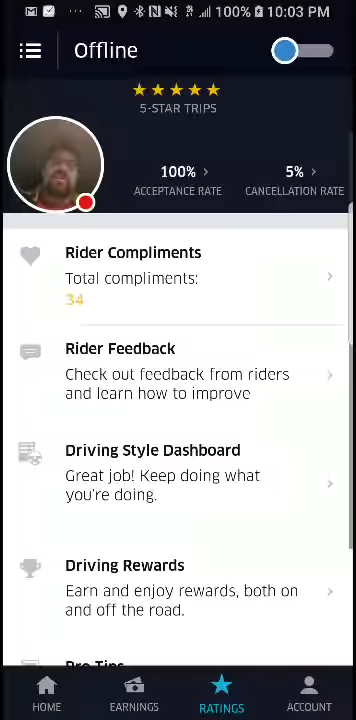 100% 10:03 PM
Offline
5-STAR TRIPS
100% 5%
ACCEPTANCE RATE CANCELLATION RATE
Rider Compliments
Total compliments:
34
Rider Feedback
Check out feedback from riders
and learn how to improve
Driving Style Dashboard
Great job! Keep doing what
you're doing.
Driving Rewards
Earn and enjoy rewards, both on
and off the road.
Pro Tips
HOME EARNINGS RATINGS ACCOUNT